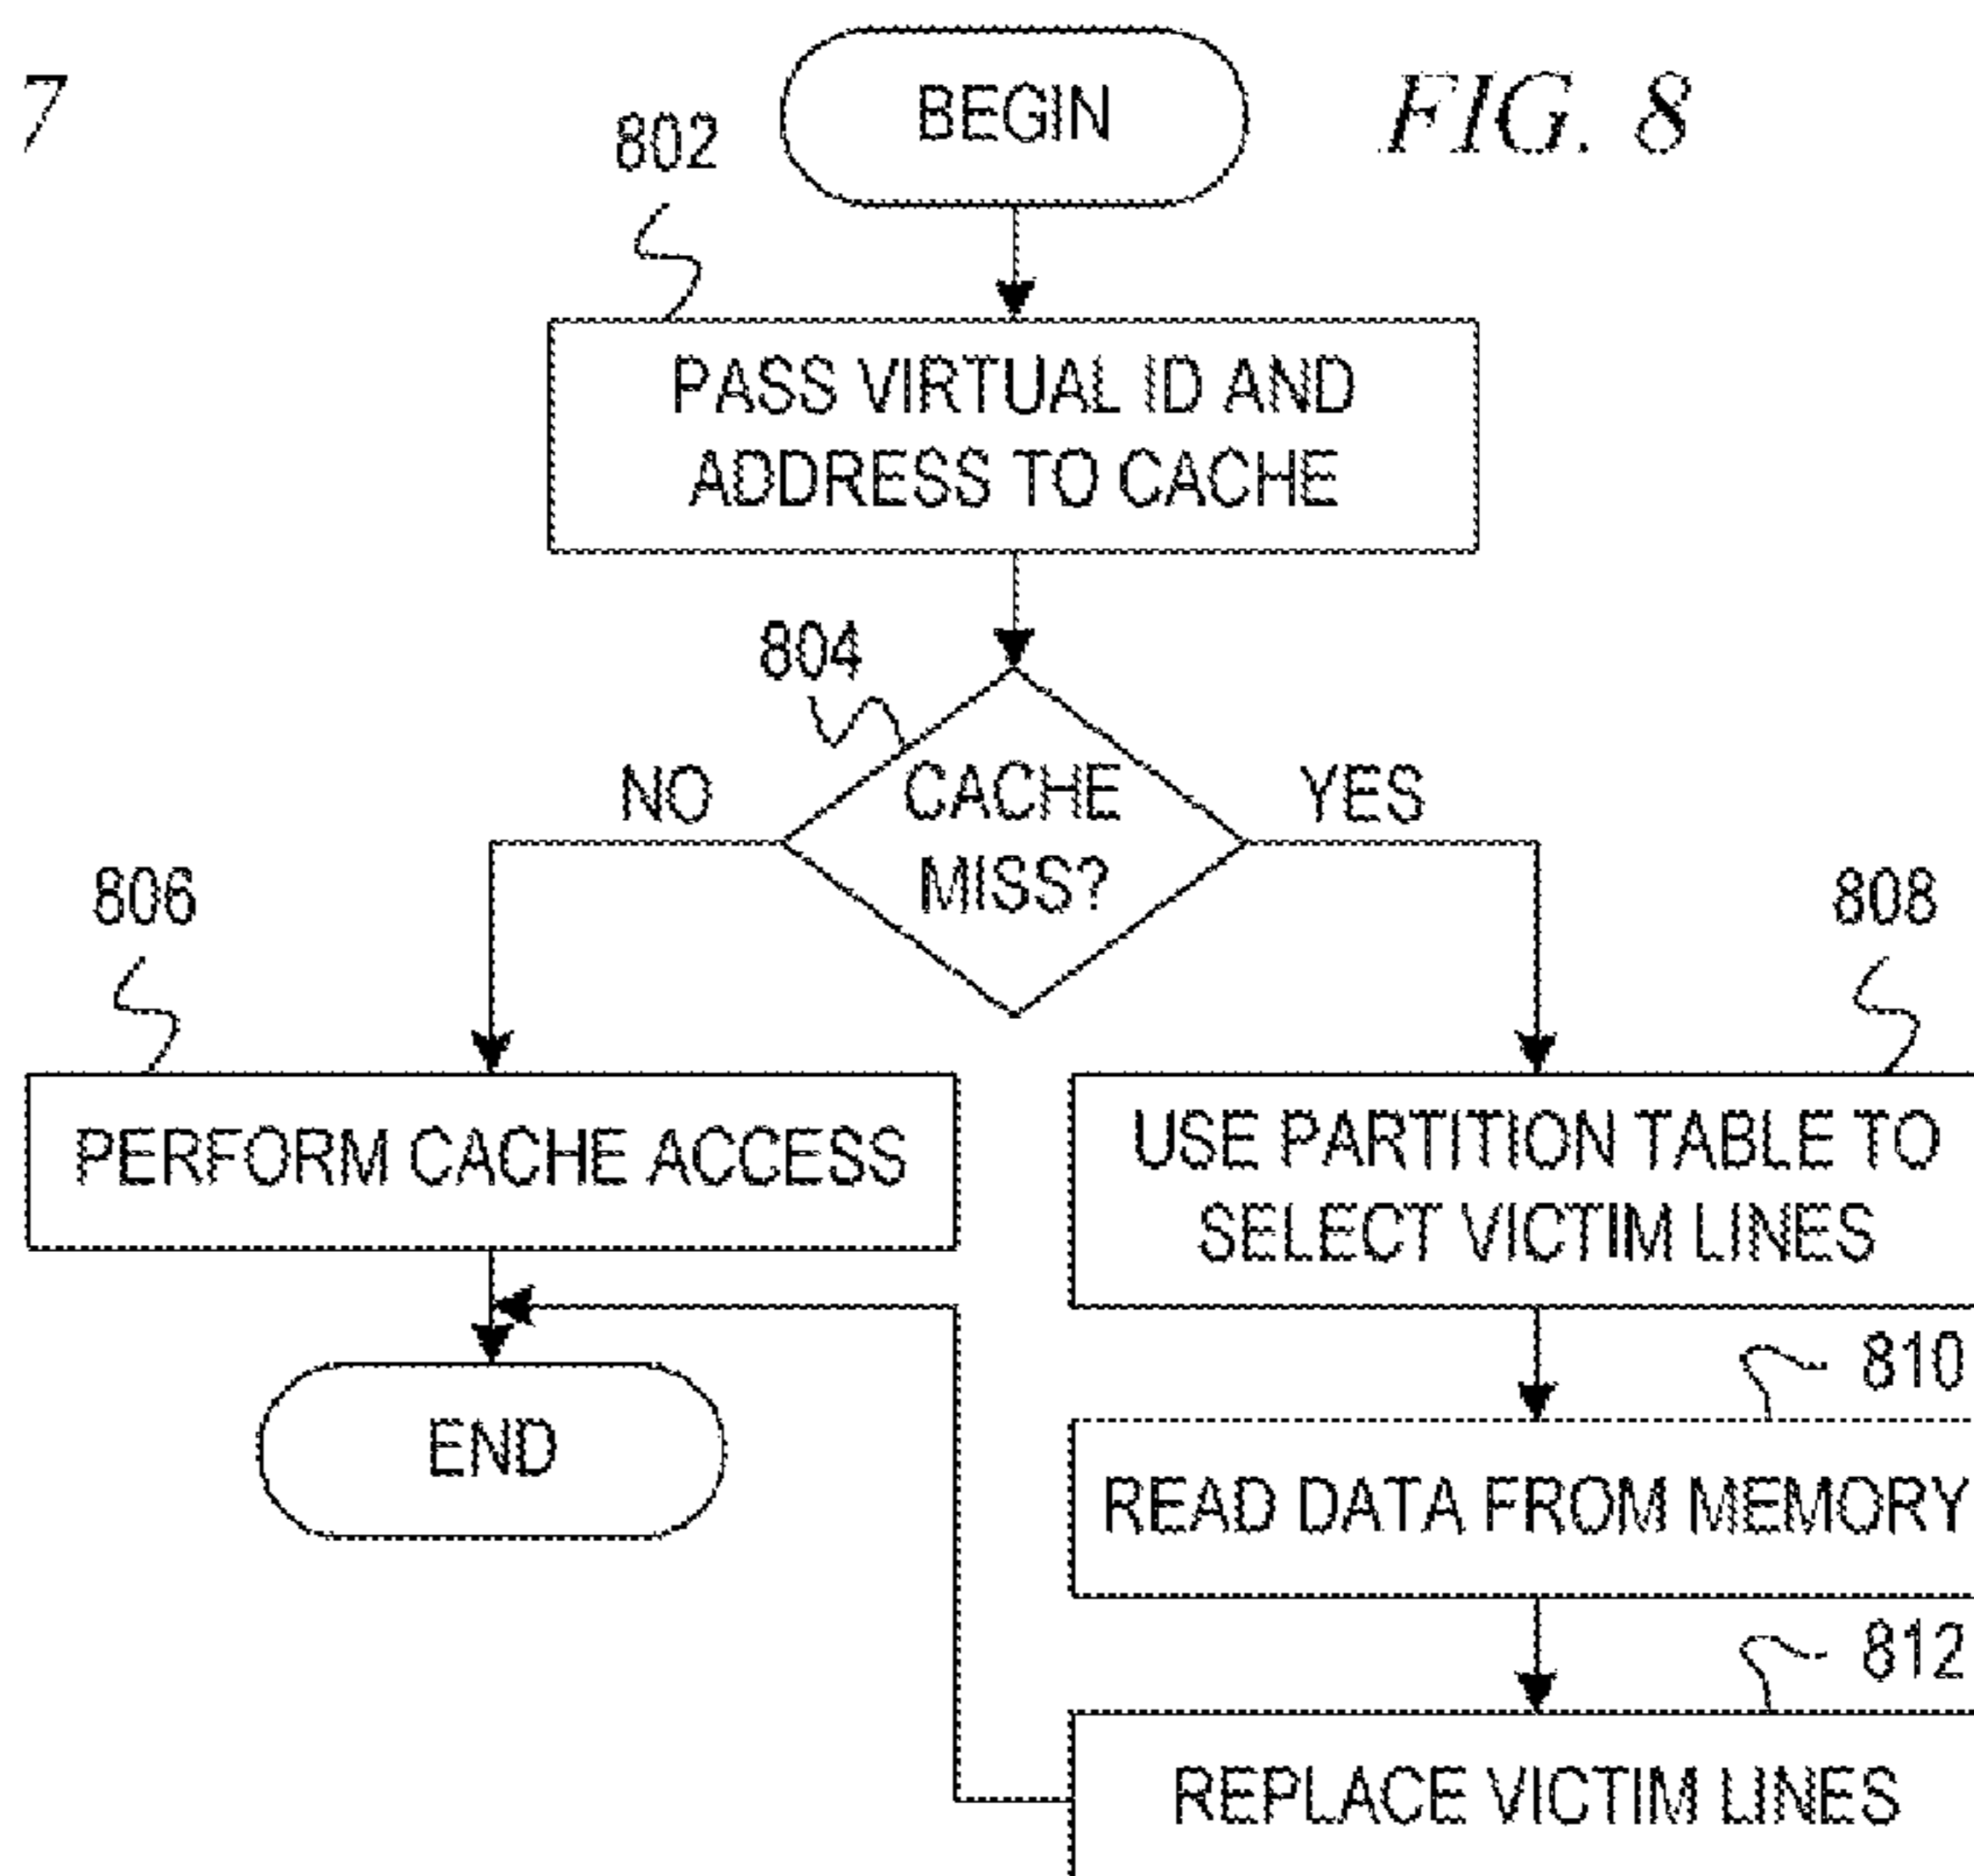 7
FIG. 8
BEGIN
802
PASS VIRTUAL ID AND
ADDRESS TO CACHE
804
CACHE
MISS?
NO
YES
806
PERFORM CACHE ACCESS
808
USE PARTITION TABLE TO
SELECT VICTIM LINES
810
READ DATA FROM MEMORY
812
REPLACE VICTIM LINES
END